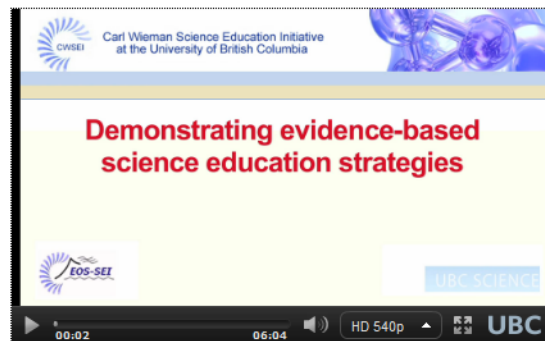 CWSEI
Carl Wieman Science Education Initiative
at the University of British Columbia
Demonstrating evidence-based
science education strategies
EOS-SEI
UBC SCIENCE
00:02
06:04
HD 540p
UBC